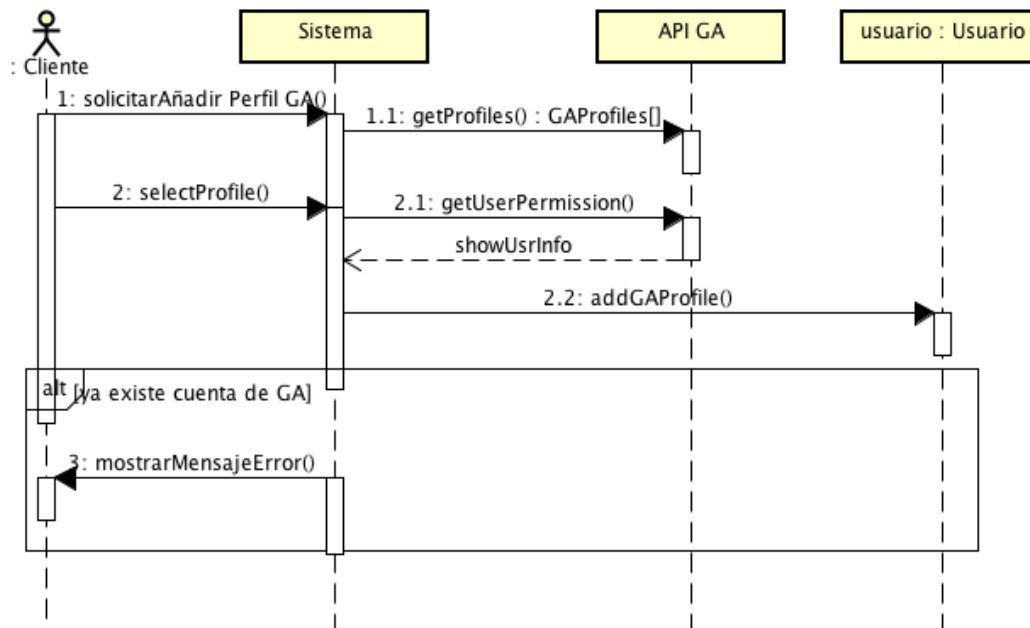 : Cliente
Sistema
API GA
usuario : Usuario
1: solicitarAñadir Perfil GA()
1.1: getProfiles() : GAProfiles[]
2: selectProfile()
2.1: getUserPermission()
showUsrInfo
2.2: addGAProfile()
alt [ya existe cuenta de GA]
3: mostrarMensajeError()